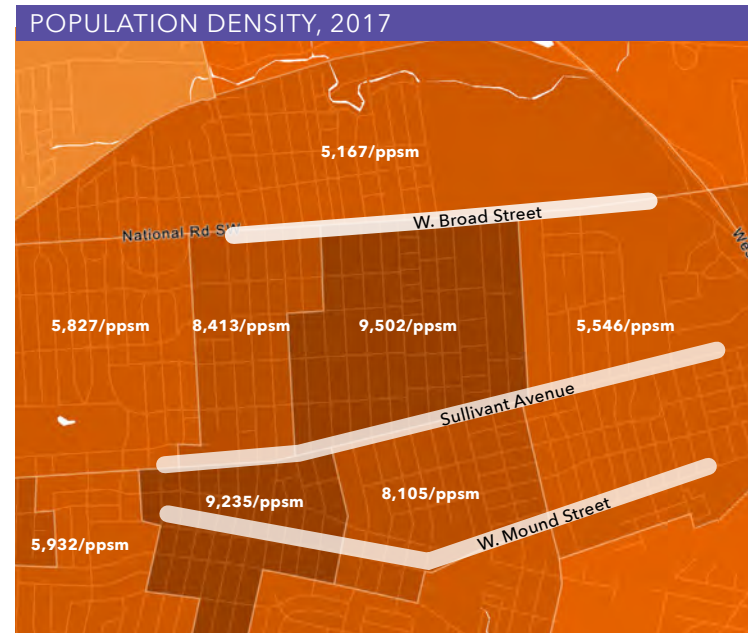 POPULATION DENSITY, 2017
5,167/ppsm
W. Broad Street
National Rd SW
5,827/ppsm
8,413/ppsm
9,502/ppsm
5,546/ppsm
Sullivant Avenue
9,235/ppsm
8,105/ppsm
W. Mound Street
5,932/ppsm